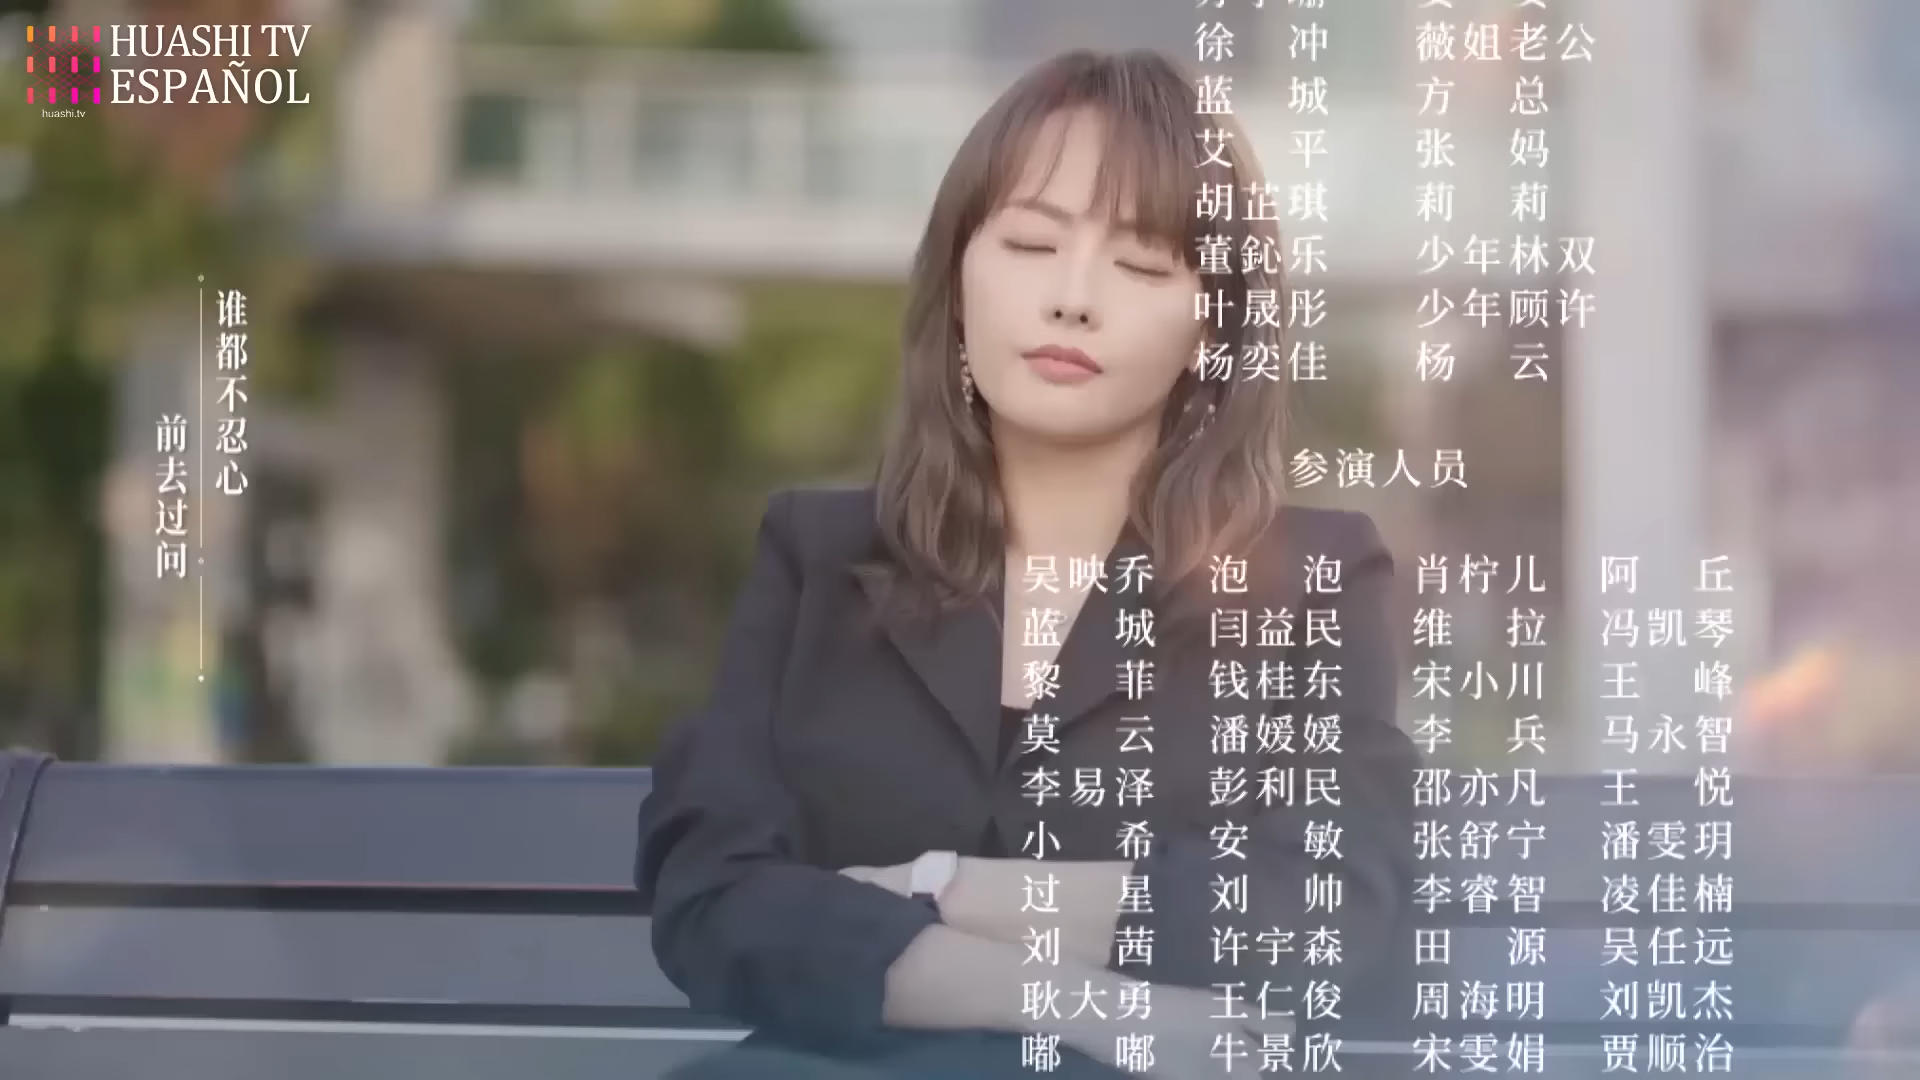 HUASHI TV
ESPAÑOL
huashi.tv
谁都不忍心
前去过问
徐冲 薇姐老公
蓝城 方总
艾平 张妈
胡芷琪 莉莉
董鈊乐 少年林双
叶晟彤 少年顾许
杨奕佳 杨云
参演人员
吴映乔 泡泡 肖柠儿 阿丘
蓝城 闫益民 维拉 冯凯琴
黎菲 钱桂东 宋小川 王峰
莫云 潘媛媛 李兵 马永智
李易泽 彭利民 邵亦凡 王悦
小希 安敏 张舒宁 潘雯玥
过星 刘帅 李睿智 凌佳楠
刘茜 许宇森 田源 吴任远
耿大勇 王仁俊 周海明 刘凯杰
嘟嘟 牛景欣 宋雯娟 贾顺治